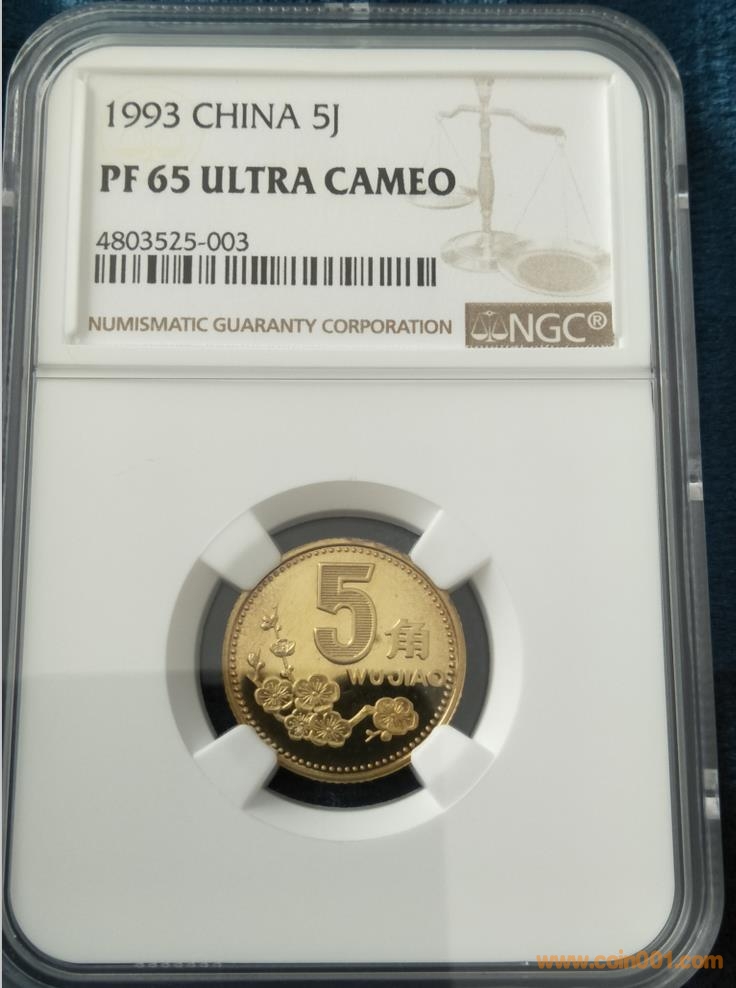 1993 CHINA 5J
PF 65 ULTRA CAMEO
4803525-003
NUMISMATIC GUARANTY CORPORATION
NGC®
5角
WUJIAO
www.coin001.com